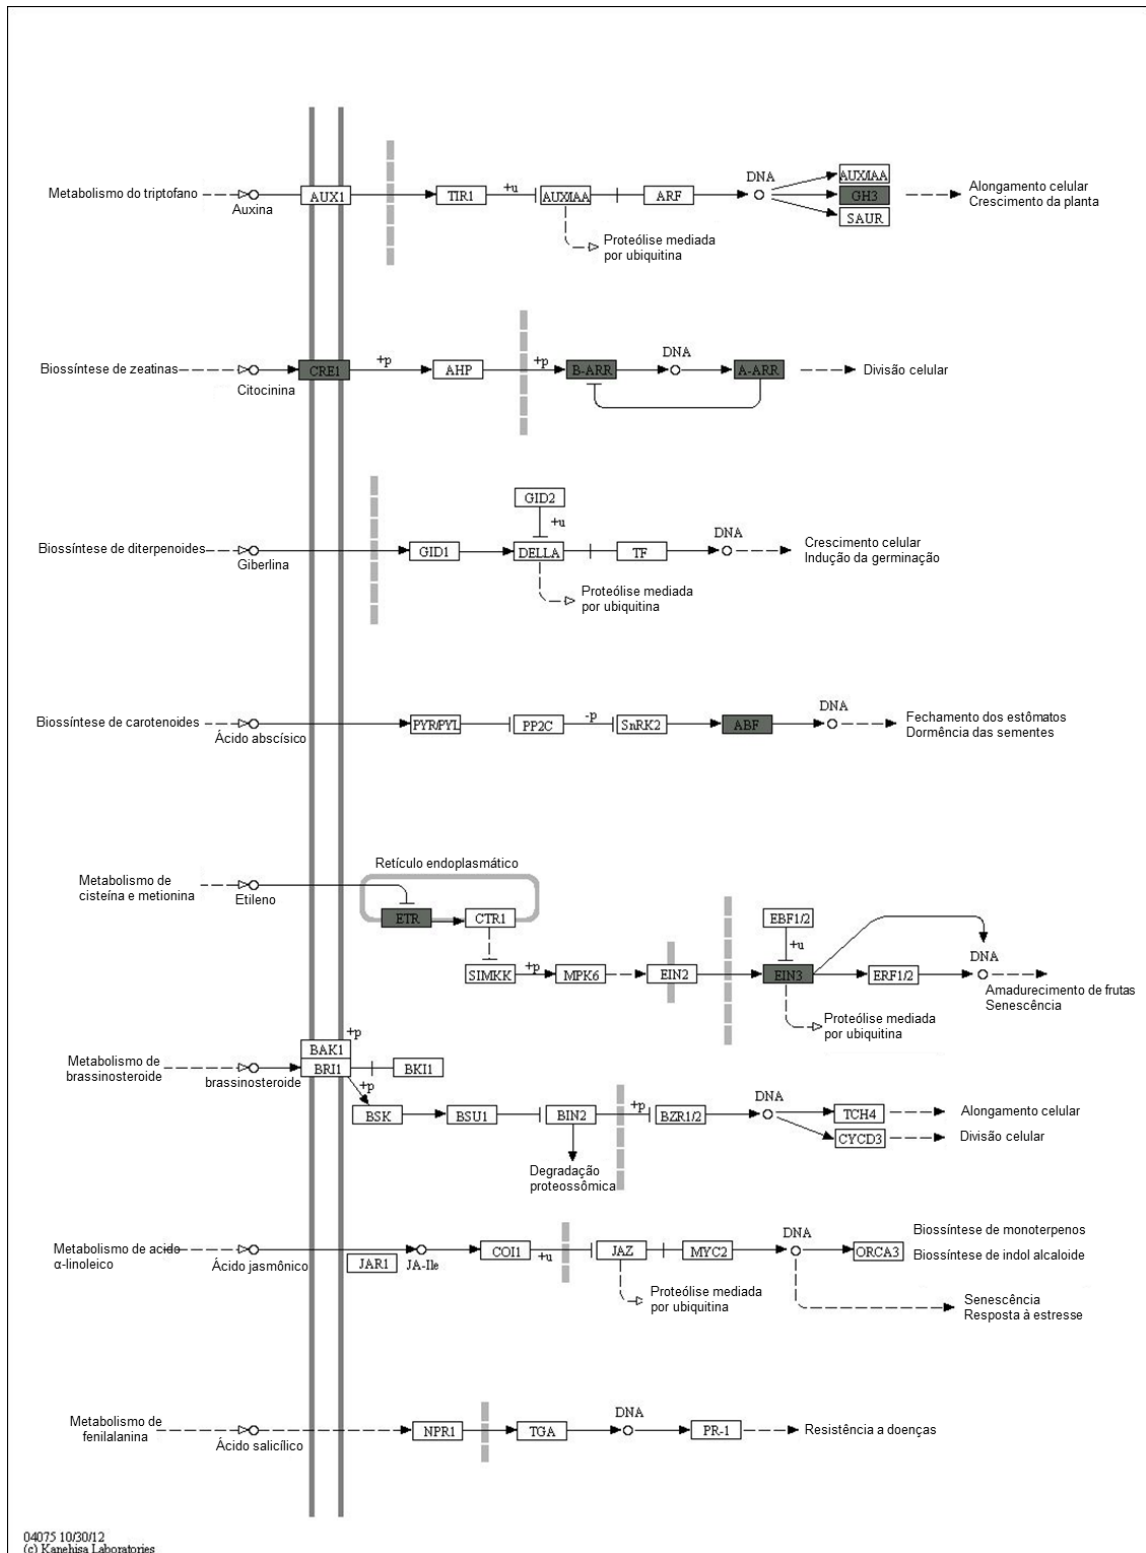 Metabolismo do triptofano
Auxina
AUX1
TIR1
+u
AUX/IAA
ARF
DNA
AUX/IAA
GH3
SAUR
Alongamento celular
Crescimento da planta
Proteólise mediada
por ubiquitina
Biossíntese de zeatinas
Citocinina
CRE1
+p
AHP
+p
B-ARR
DNA
A-ARR
Divisão celular
GID2
+u
Biossíntese de diterpenoides
Giberlina
GID1
DELLA
TF
DNA
Crescimento celular
Indução da germinação
Proteólise mediada
por ubiquitina
Biossíntese de carotenoides
Ácido abscísico
PYR/PYL
PP2C
-p
SnRK2
ABF
DNA
Fechamento dos estômatos
Dormência das sementes
Retículo endoplasmático
Metabolismo de
cisteína e metionina
Etileno
ETR
CTR1
SIMKK
+p
MPK6
EIN2
EBF1/2
+u
EIN3
ERF1/2
DNA
Amadurecimento de frutas
Senescência
Proteólise mediada
por ubiquitina
Metabolismo de
brassinosteroide
brassinosteroide
BAK1
+p
BRI1
BKI1
+p
BSK
BSU1
BIN2
+p
BZR1/2
DNA
TCH4
Alongamento celular
CYCD3
Divisão celular
Degradação
proteossômica
Metabolismo de acido
α-linoleico
Ácido jasmônico
JAR1
JA-Ile
COI1
+u
JAZ
MYC2
DNA
ORCA3
Biossíntese de monoterpenos
Biossíntese de indol alcaloide
Proteólise mediada
por ubiquitina
Senescência
Resposta à estresse
Metabolismo de
fenilalanina
Ácido salicílico
NPR1
TGA
DNA
PR-1
Resistência a doenças
04075 10/30/12
(c) Kanehisa Laboratories